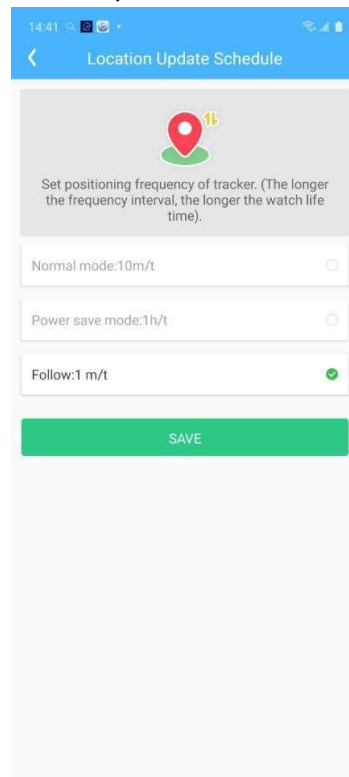 14:41
Location Update Schedule
Set positioning frequency of tracker. (The longer
the frequency interval, the longer the watch life
time).
Normal mode:10m/t
Power save mode:1h/t
Follow:1 m/t
SAVE